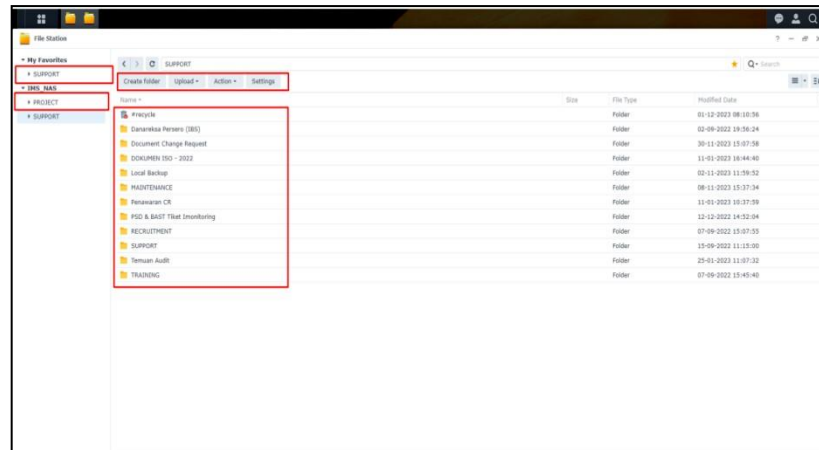 File Station
My Favorites
SUPPORT
IMS_NAS
PROJECT
SUPPORT
SUPPORT
Search
Create folder Upload Action Settings
Name Size File Type Modified Date
#recycle Folder 01-12-2023 08:10:56
Danareksa Persero (IBS) Folder 02-09-2022 19:56:24
Document Change Request Folder 30-11-2023 15:07:58
DOKUMEN ISO - 2022 Folder 11-01-2023 16:44:40
Local Backup Folder 02-11-2023 11:59:52
MAINTENANCE Folder 08-11-2023 15:37:34
Penawaran CR Folder 11-01-2023 10:37:59
PSD & BAST Tiket Imonitoring Folder 12-12-2022 14:52:04
RECRUITMENT Folder 07-09-2022 15:07:55
SUPPORT Folder 15-09-2022 11:15:00
Temuan Audit Folder 25-01-2023 11:07:32
TRAINING Folder 07-09-2022 15:45:40